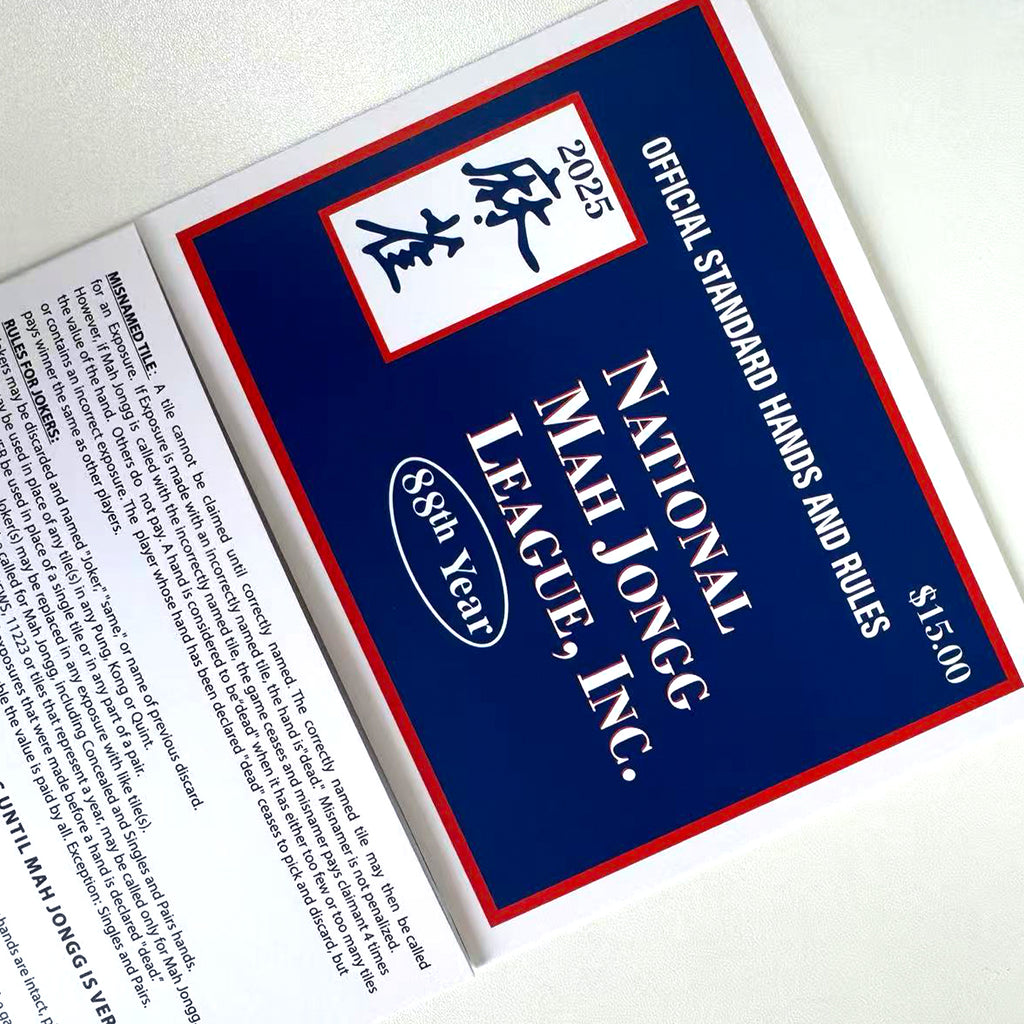 OFFICIAL STANDARD HANDS AND RULES
$15.00
2025
麻雀
NATIONAL
MAH JONGG
LEAGUE, INC.
88th Year
MISNAMED TILE: A tile cannot be claimed until correctly named. The correctly named tile may then be called
for an Exposure. If Exposure is made with an incorrectly named tile, the hand is "dead." Misnamer is not penalized.
However, if Mah Jongg is called with the incorrectly named tile, the game ceases and misnamer pays claimant 4 times
the value of the hand. Others do not pay. A hand is considered to be "dead" when it has either too few or too many tiles
or contains an incorrect exposure. The player whose hand has been declared "dead" ceases to pick and discard, but
pays winner the same as other players.
RULES FOR JOKERS:
may be discarded and named "Joker," "same," or name of previous discard.
may be used in place of any tile(s) in any Pung, Kong or Quint.
be used in place of a single tile or in any part of a pair.
Joker(s) may be replaced in any exposure with like tile(s).
called for Mah Jongg, including Concealed and Singles and Pairs hands.
NEWS, 11223 or tiles that represent a year, may be called only for Mah Jongg.
exposures that were made before a hand is declared "dead."
the value is paid by all. Exception: Singles and Pairs.
UNTIL MAH JONGG IS
hands are intact,